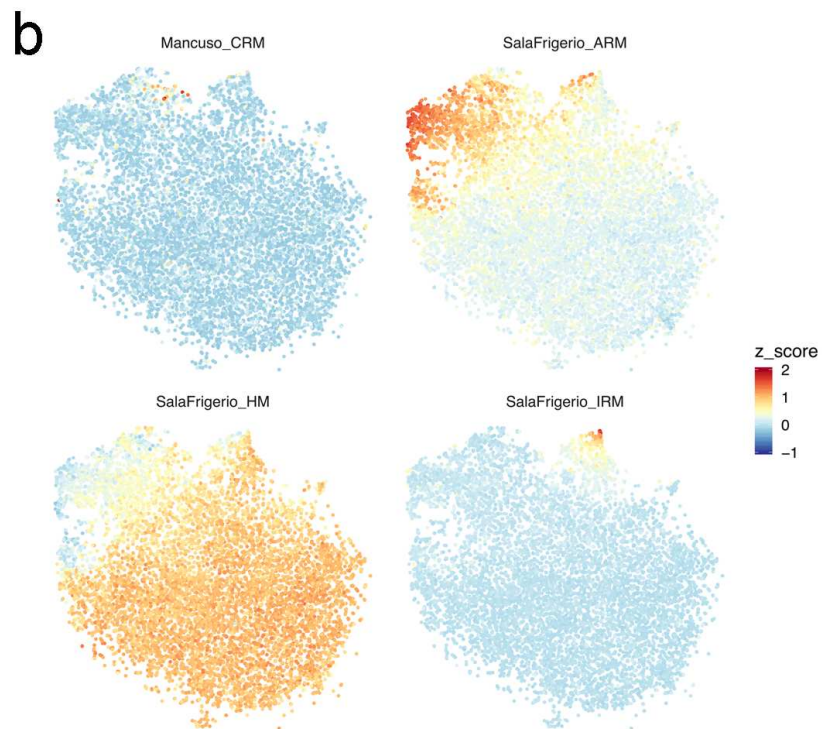 b
Mancuso_CRM
SalaFrigerio_ARM
z_score
2
1
0
−1
SalaFrigerio_HM
SalaFrigerio_IRM